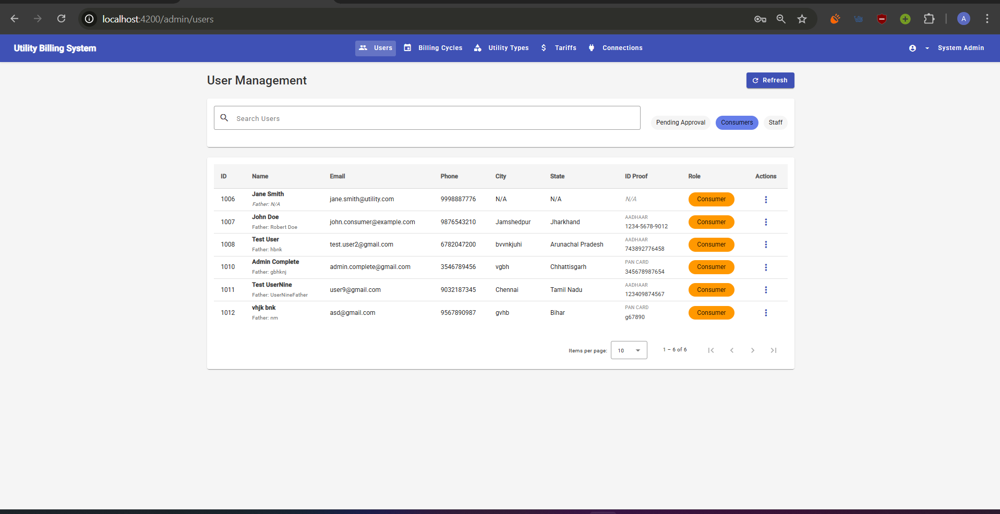 localhost:4200/admin/users
A
Utility Billing System
Users
Billing Cycles
Utility Types
Tariffs
Connections
System Admin
User Management
Refresh
Search Users
Pending Approval
Consumers
Staff
ID Name Email Phone City State ID Proof Role Actions
1006 Jane Smith jane.smith@utility.com 9998887776 N/A N/A N/A Consumer
Father: N/A
1007 John Doe john.consumer@example.com 9876543210 Jamshedpur Jharkhand AADHAAR Consumer
Father: Robert Doe 1234-5678-9012
1008 Test User test.user2@gmail.com 6782047200 bvvnkjuhi Arunachal Pradesh AADHAAR Consumer
Father: hbnk 743892776458
1010 Admin Complete admin.complete@gmail.com 3546789456 vgbh Chhattisgarh PAN CARD Consumer
Father: gbhknj 345678987654
1011 Test UserNine user9@gmail.com 9032187345 Chennai Tamil Nadu AADHAAR Consumer
Father: UserNineFather 123409874567
1012 vhjk bnk asd@gmail.com 9567890987 gvhb Bihar PAN CARD Consumer
Father: nm g67890
Items per page: 10 1 – 6 of 6